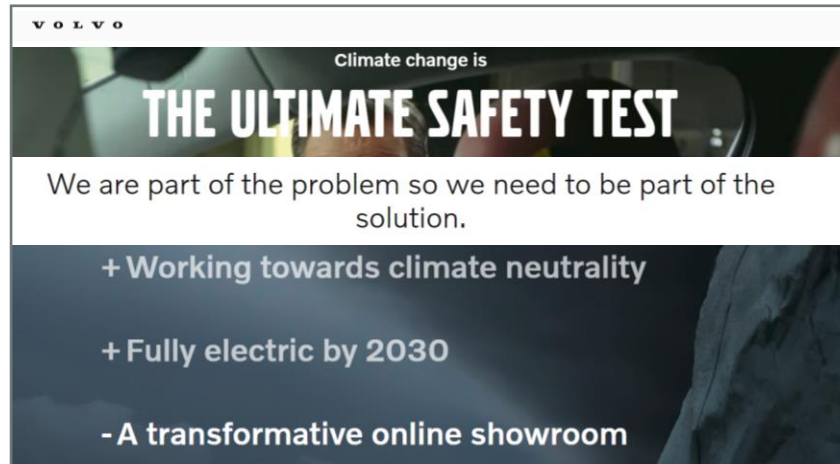 VOLVO
Climate change is
THE ULTIMATE SAFETY TEST
We are part of the problem so we need to be part of the
solution.
+ Working towards climate neutrality
+ Fully electric by 2030
- A transformative online showroom